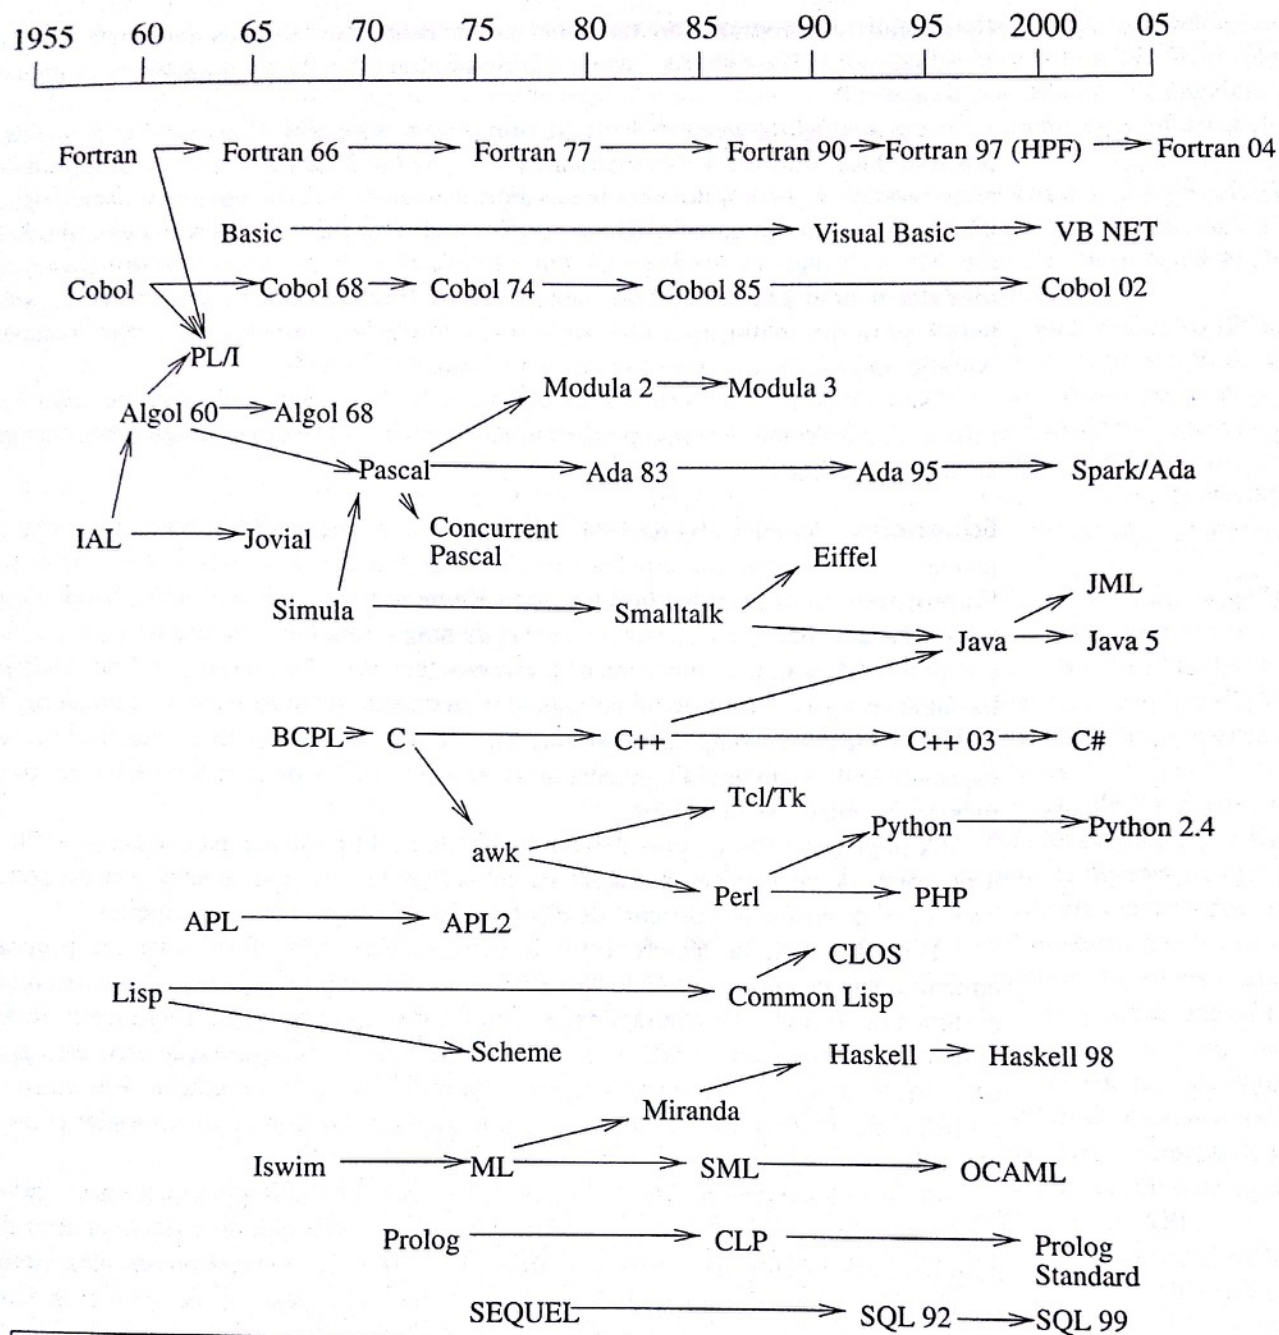 1955 60 65 70 75 80 85 90 95 2000 05
Fortran Fortran 66 Fortran 77 Fortran 90 Fortran 97 (HPF) Fortran 04
Basic Visual Basic VB NET
Cobol Cobol 68 Cobol 74 Cobol 85 Cobol 02
PL/I
Modula 2 Modula 3
Algol 60 Algol 68
Pascal Ada 83 Ada 95 Spark/Ada
Concurrent
Pascal
IAL Jovial
Eiffel
JML
Simula Smalltalk
Java Java 5
BCPL C C++ C++ 03 C#
Tcl/Tk
Python Python 2.4
awk
Perl PHP
APL APL2
CLOS
Lisp Common Lisp
Scheme
Haskell Haskell 98
Miranda
Iswim ML SML OCAML
Prolog CLP Prolog
Standard
SEQUEL SQL 92 SQL 99